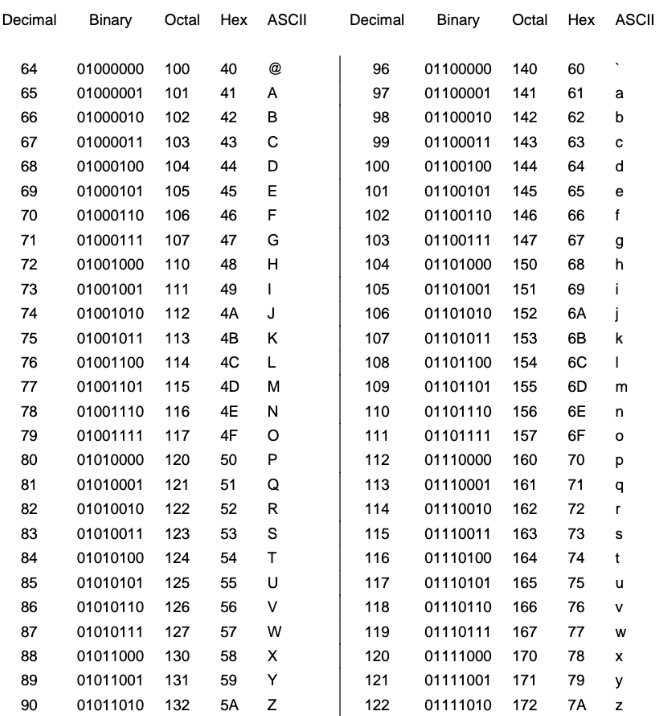 Decimal Binary Octal Hex ASCII Decimal Binary Octal Hex ASCII
64 01000000 100 40 @ 96 01100000 140 60 `
65 01000001 101 41 A 97 01100001 141 61 a
66 01000010 102 42 B 98 01100010 142 62 b
67 01000011 103 43 C 99 01100011 143 63 c
68 01000100 104 44 D 100 01100100 144 64 d
69 01000101 105 45 E 101 01100101 145 65 e
70 01000110 106 46 F 102 01100110 146 66 f
71 01000111 107 47 G 103 01100111 147 67 g
72 01001000 110 48 H 104 01101000 150 68 h
73 01001001 111 49 I 105 01101001 151 69 i
74 01001010 112 4A J 106 01101010 152 6A j
75 01001011 113 4B K 107 01101011 153 6B k
76 01001100 114 4C L 108 01101100 154 6C l
77 01001101 115 4D M 109 01101101 155 6D m
78 01001110 116 4E N 110 01101110 156 6E n
79 01001111 117 4F O 111 01101111 157 6F o
80 01010000 120 50 P 112 01110000 160 70 p
81 01010001 121 51 Q 113 01110001 161 71 q
82 01010010 122 52 R 114 01110010 162 72 r
83 01010011 123 53 S 115 01110011 163 73 s
84 01010100 124 54 T 116 01110100 164 74 t
85 01010101 125 55 U 117 01110101 165 75 u
86 01010110 126 56 V 118 01110110 166 76 v
87 01010111 127 57 W 119 01110111 167 77 w
88 01011000 130 58 X 120 01111000 170 78 x
89 01011001 131 59 Y 121 01111001 171 79 y
90 01011010 132 5A Z 122 01111010 172 7A z